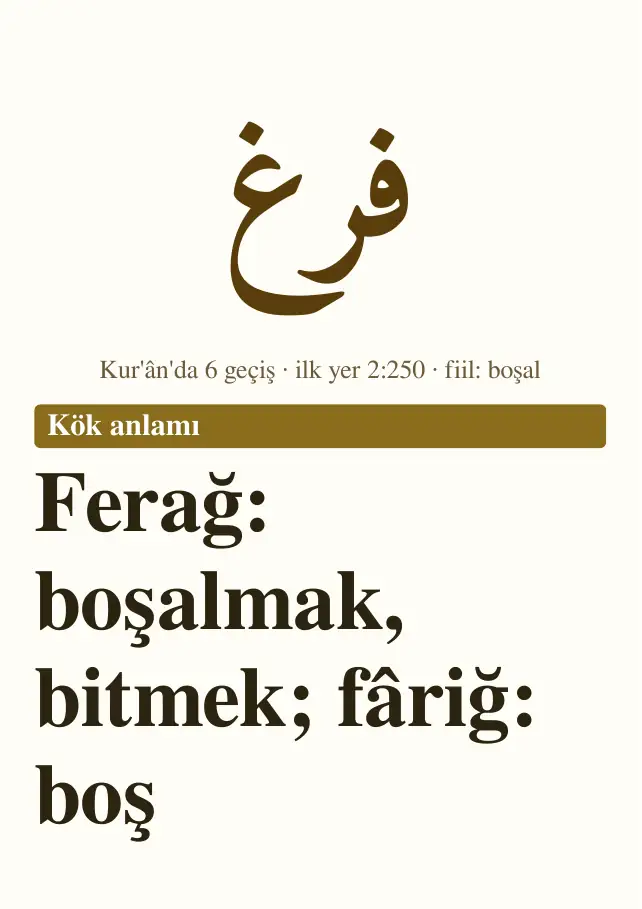 فرغ
Kur'ân'da 6 geçiş · ilk yer 2:250 · fiil: boşal
Kök anlamı
Ferağ:
boşalmak,
bitmek; fâriğ:
boş